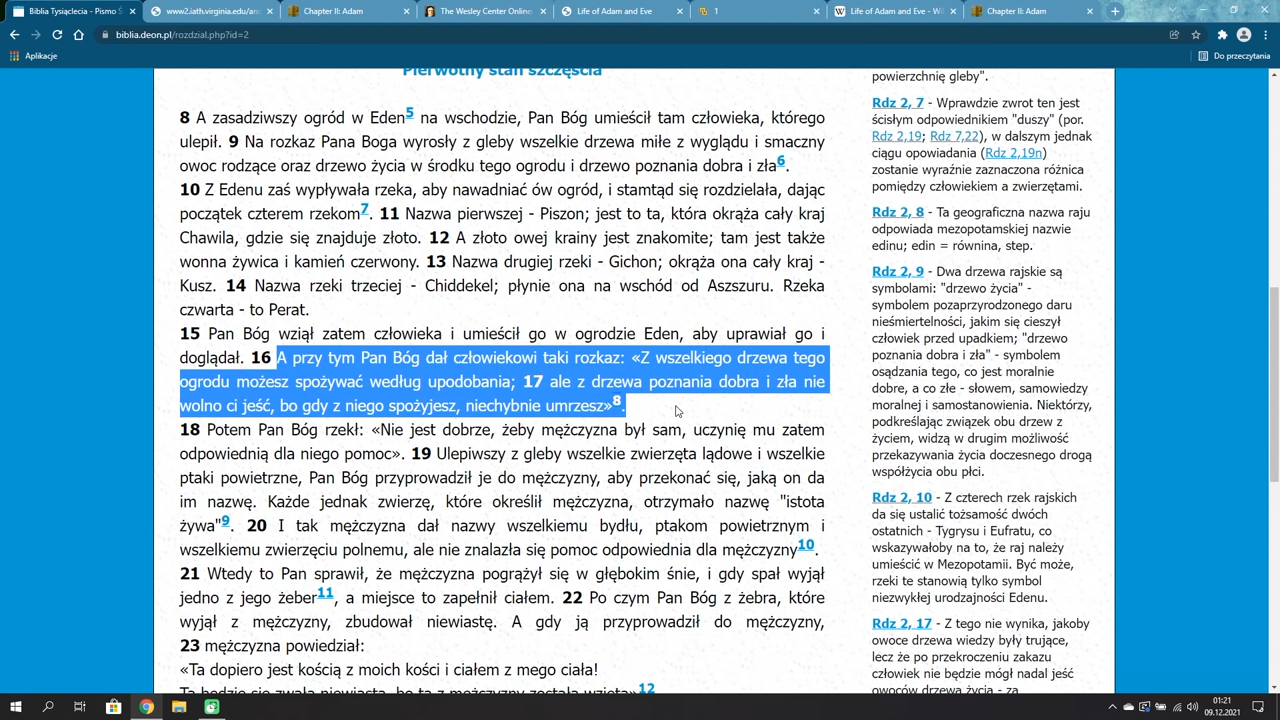 Biblia Tysiąclecia - Pismo Ś
www2.iath.virginia.edu/an
Chapter II: Adam
The Wesley Center Online
Life of Adam and Eve
1
Life of Adam and Eve - Wi
Chapter II: Adam
biblia.deon.pl/rozdzial.php?id=2
Aplikacje
Do przeczytania
Pierwotny stan szczęścia
8 A zasadziwszy ogród w Eden5 na wschodzie, Pan Bóg umieścił tam człowieka, którego
ulepił. 9 Na rozkaz Pana Boga wyrosły z gleby wszelkie drzewa miłe z wyglądu i smaczny
owoc rodzące oraz drzewo życia w środku tego ogrodu i drzewo poznania dobra i zła6.
10 Z Edenu zaś wypływała rzeka, aby nawadniać ów ogród, i stamtąd się rozdzielała, dając
początek czterem rzekom7. 11 Nazwa pierwszej - Piszon; jest to ta, która okrąża cały kraj
Chawila, gdzie się znajduje złoto. 12 A złoto owej krainy jest znakomite; tam jest także
wonna żywica i kamień czerwony. 13 Nazwa drugiej rzeki - Gichon; okrąża ona cały kraj -
Kusz. 14 Nazwa rzeki trzeciej - Chiddekel; płynie ona na wschód od Aszszuru. Rzeka
czwarta - to Perat.
15 Pan Bóg wziął zatem człowieka i umieścił go w ogrodzie Eden, aby uprawiał go i
doglądał. 16 A przy tym Pan Bóg dał człowiekowi taki rozkaz: «Z wszelkiego drzewa tego
ogrodu możesz spożywać według upodobania; 17 ale z drzewa poznania dobra i zła nie
wolno ci jeść, bo gdy z niego spożyjesz, niechybnie umrzesz»8.
18 Potem Pan Bóg rzekł: «Nie jest dobrze, żeby mężczyzna był sam, uczynię mu zatem
odpowiednią dla niego pomoc». 19 Ulepiwszy z gleby wszelkie zwierzęta lądowe i wszelkie
ptaki powietrzne, Pan Bóg przyprowadził je do mężczyzny, aby przekonać się, jaką on da
im nazwę. Każde jednak zwierzę, które określił mężczyzna, otrzymało nazwę "istota
żywa"9. 20 I tak mężczyzna dał nazwy wszelkiemu bydłu, ptakom powietrznym i
wszelkiemu zwierzęciu polnemu, ale nie znalazła się pomoc odpowiednia dla mężczyzny10.
21 Wtedy to Pan sprawił, że mężczyzna pogrążył się w głębokim śnie, i gdy spał wyjął
jedno z jego żeber11, a miejsce to zapełnił ciałem. 22 Po czym Pan Bóg z żebra, które
wyjął z mężczyzny, zbudował niewiastę. A gdy ją przyprowadził do mężczyzny,
23 mężczyzna powiedział:
«Ta dopiero jest kością z moich kości i ciałem z mego ciała!
Ta będzie się zwała niewiastą, bo ta z mężczyzny została wzięta»12
powierzchnię gleby".
Rdz 2, 7 - Wprawdzie zwrot ten jest
ścisłym odpowiednikiem "duszy" (por.
Rdz 2,19; Rdz 7,22), w dalszym jednak
ciągu opowiadania (Rdz 2,19n)
zostanie wyraźnie zaznaczona różnica
pomiędzy człowiekiem a zwierzętami.
Rdz 2, 8 - Ta geograficzna nazwa raju
odpowiada mezopotamskiej nazwie
edinu; edin = równina, step.
Rdz 2, 9 - Dwa drzewa rajskie są
symbolami: "drzewo życia" -
symbolem pozaprzyrodzonego daru
nieśmiertelności, jakim się cieszył
człowiek przed upadkiem; "drzewo
poznania dobra i zła" - symbolem
osądzania tego, co jest moralnie
dobre, a co złe - słowem, samowiedzy
moralnej i samostanowienia. Niektórzy,
podkreślając związek obu drzew z
życiem, widzą w drugim możliwość
przekazywania życia doczesnego drogą
współżycia obu płci.
Rdz 2, 10 - Z czterech rzek rajskich
da się ustalić tożsamość dwóch
ostatnich - Tygrysu i Eufratu, co
wskazywałoby na to, że raj należy
umieścić w Mezopotamii. Być może,
rzeki te stanowią tylko symbol
niezwykłej urodzajności Edenu.
Rdz 2, 17 - Z tego nie wynika, jakoby
owoce drzewa wiedzy były trujące,
lecz że po przekroczeniu zakazu
człowiek nie będzie mógł nadal jeść
owoców drzewa życia - za
01:21
09.12.2021